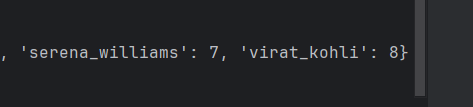 , 'serena_williams': 7, 'virat_kohli': 8}